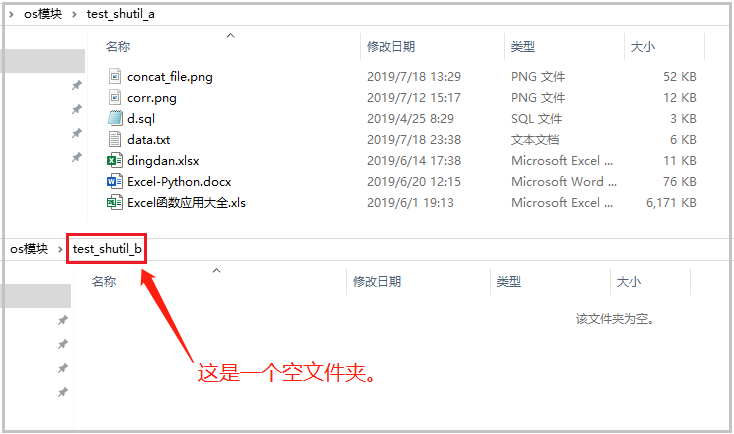 os模块 > test_shutil_a
名称 修改日期 类型 大小
concat_file.png 2019/7/18 13:29 PNG 文件 52 KB
corr.png 2019/7/12 15:17 PNG 文件 12 KB
d.sql 2019/4/25 8:29 SQL 文件 3 KB
data.txt 2019/7/18 23:38 文本文档 6 KB
dingdan.xlsx 2019/6/14 17:38 Microsoft Excel ... 11 KB
Excel-Python.docx 2019/6/20 12:15 Microsoft Word ... 76 KB
Excel函数应用大全.xls 2019/6/1 19:13 Microsoft Excel ... 6,171 KB
os模块 > test_shutil_b
名称 修改日期 类型 大小
该文件夹为空。
这是一个空文件夹。